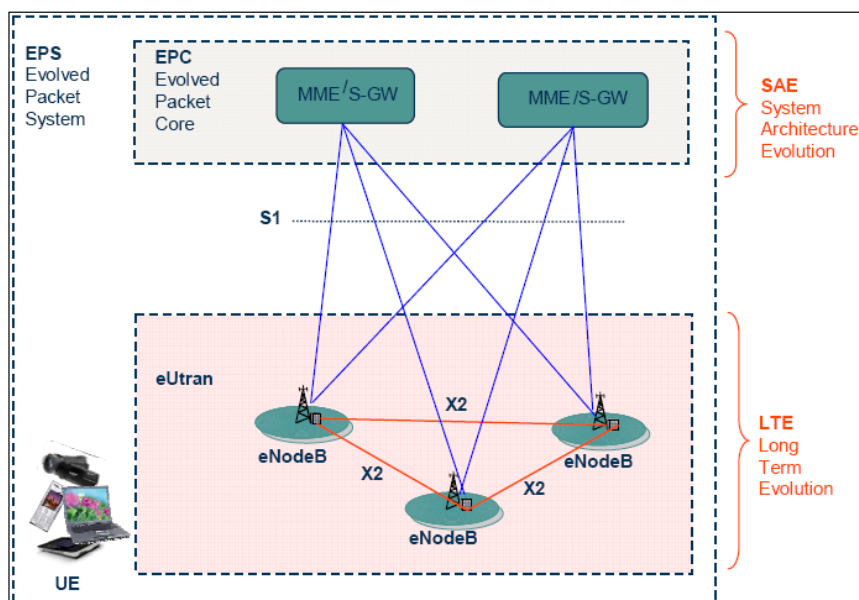 EPS
Evolved
Packet
System
EPC
Evolved
Packet
Core
MME/S-GW
MME/S-GW
SAE
System
Architecture
Evolution
S1
eUtran
X2
eNodeB
eNodeB
X2
X2
eNodeB
LTE
Long
Term
Evolution
UE